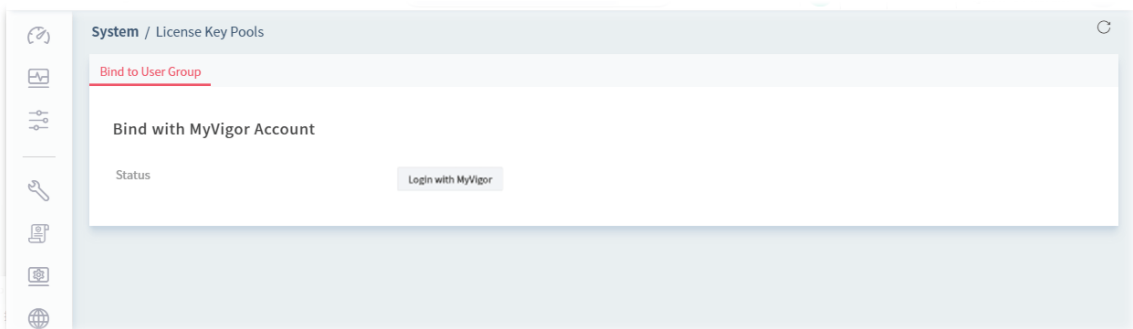 System / License Key Pools
Bind to User Group
Bind with MyVigor Account
Status
Login with MyVigor